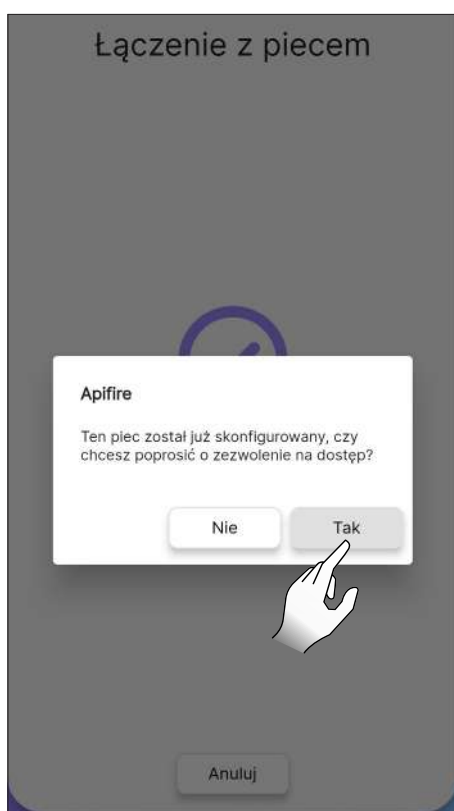 Łączenie z piecem
Apifire
Ten piec został już skonfigurowany, czy
chcesz poprosić o zezwolenie na dostęp?
Nie
Tak
Anuluj